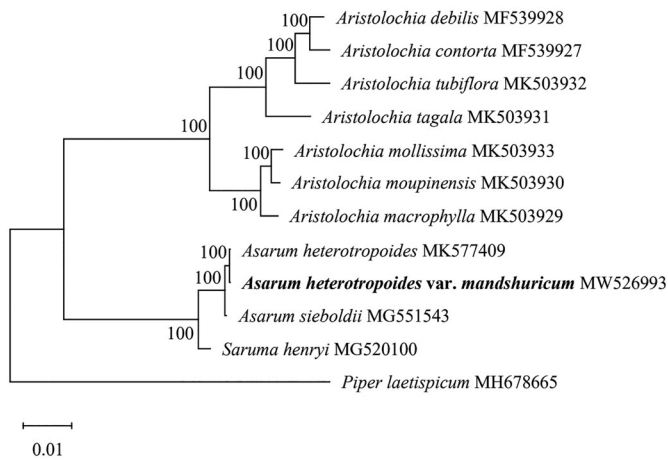 100
Aristolochia debilis MF539928
100
Aristolochia contorta MF539927
100
Aristolochia tubiflora MK503932
100
Aristolochia tagala MK503931
100
Aristolochia mollissima MK503933
Aristolochia moupinensis MK503930
100
Aristolochia macrophylla MK503929
100
Asarum heterotropoides MK577409
100
Asarum heterotropoides var. mandshuricum MW526993
Asarum sieboldii MG551543
100
Saruma henryi MG520100
Piper laetispicum MH678665
0.01